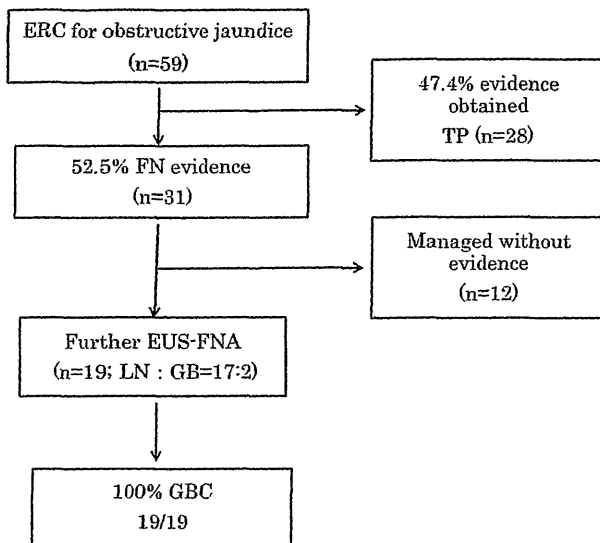 ERC for obstructive jaundice
(n=59)
47.4% evidence
obtained
TP (n=28)
52.5% FN evidence
(n=31)
Managed without
evidence
(n=12)
Further EUS-FNA
(n=19; LN : GB=17:2)
100% GBC
19/19